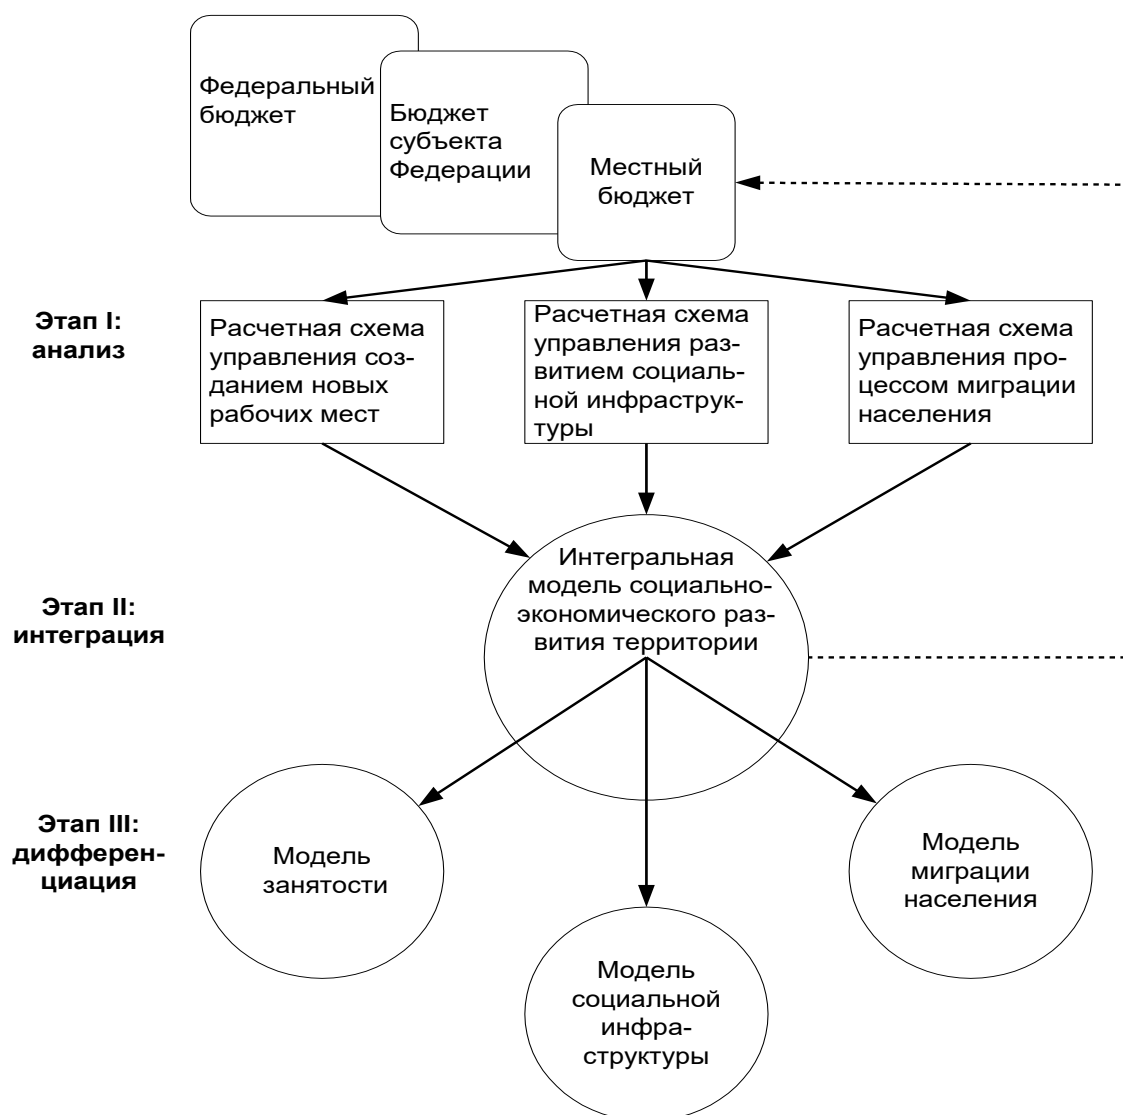 Федеральный
бюджет
Бюджет
субъекта
Федерации
Местный
бюджет
Этап I:
анализ
Расчетная схема
управления соз-
данием новых
рабочих мест
Расчетная схема
управления раз-
витием социаль-
ной инфраструк-
туры
Расчетная схема
управления про-
цессом миграции
населения
Этап II:
интеграция
Интегральная
модель социально-
экономического раз-
вития территории
Этап III:
дифферен-
циация
Модель
занятости
Модель
социальной
инфра-
структуры
Модель
миграции
населения